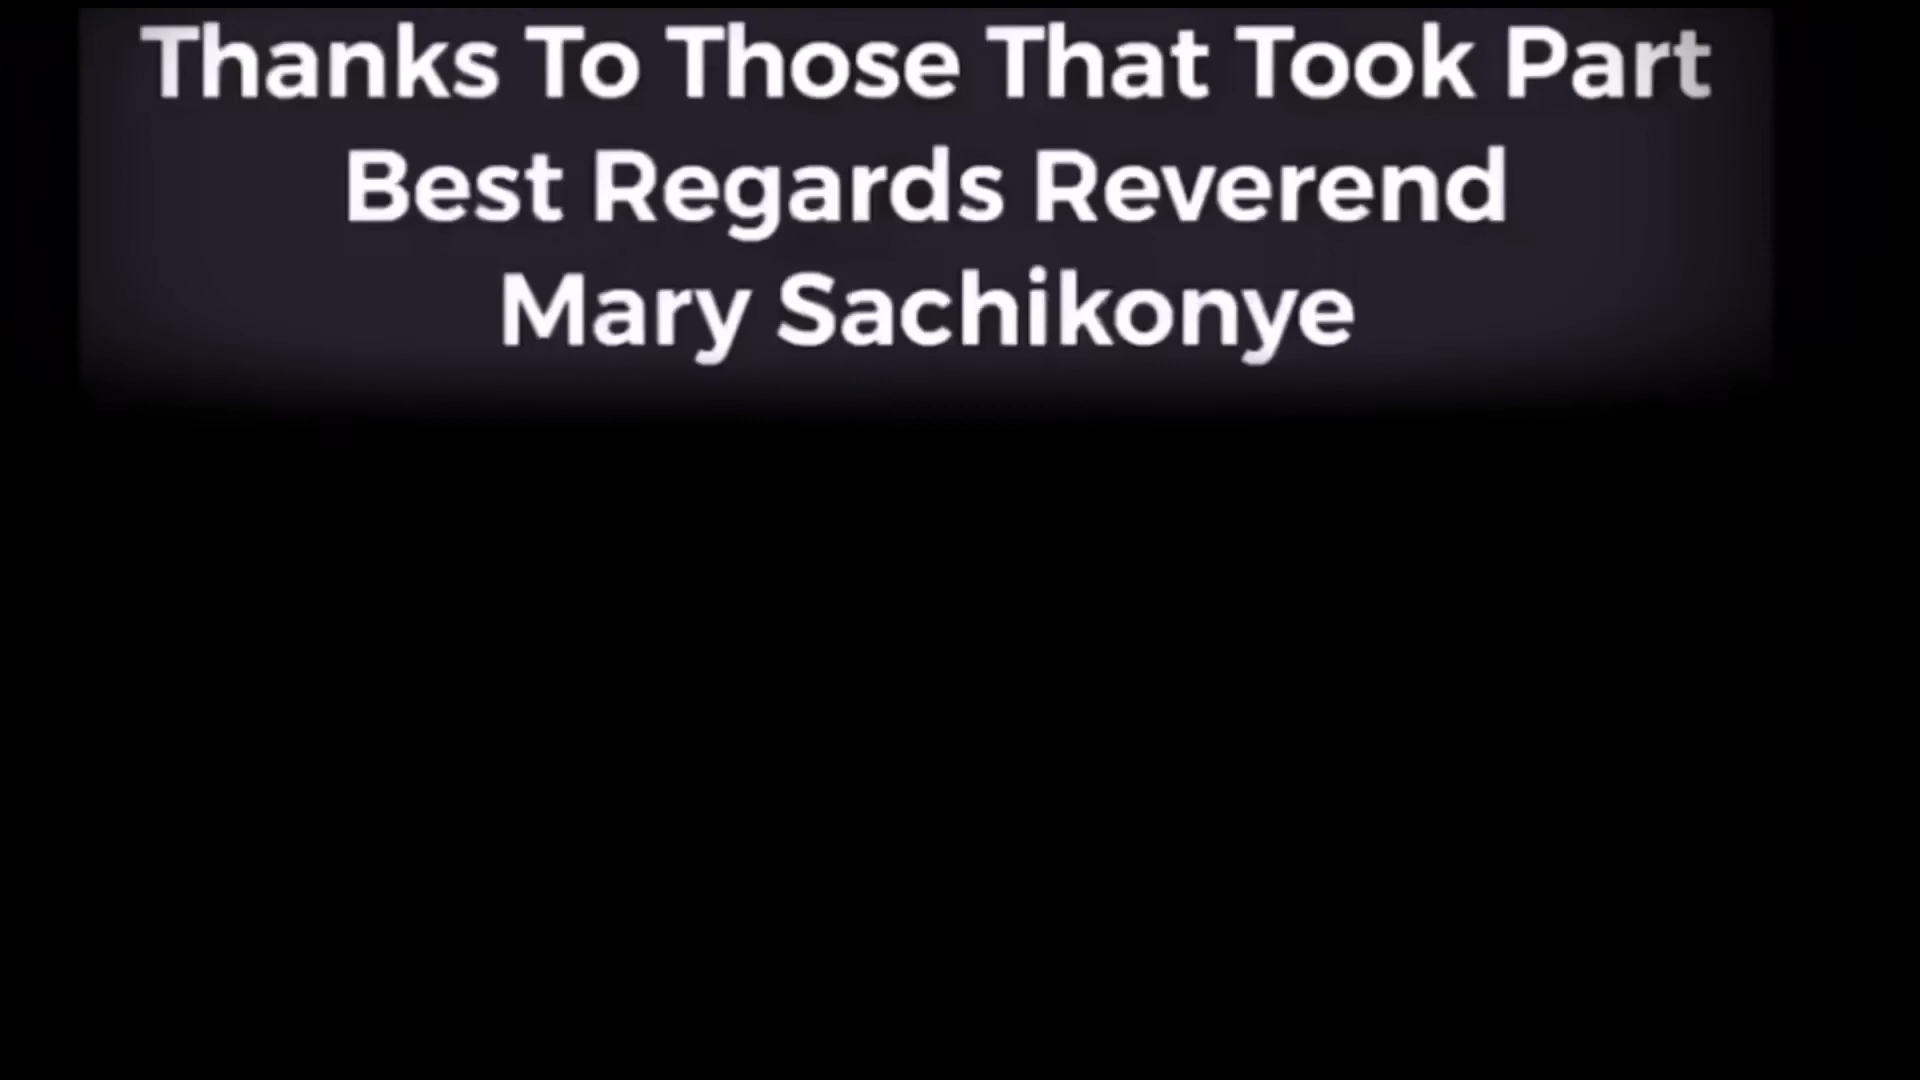 Thanks To Those That Took Part
Best Regards Reverend
Mary Sachikonye